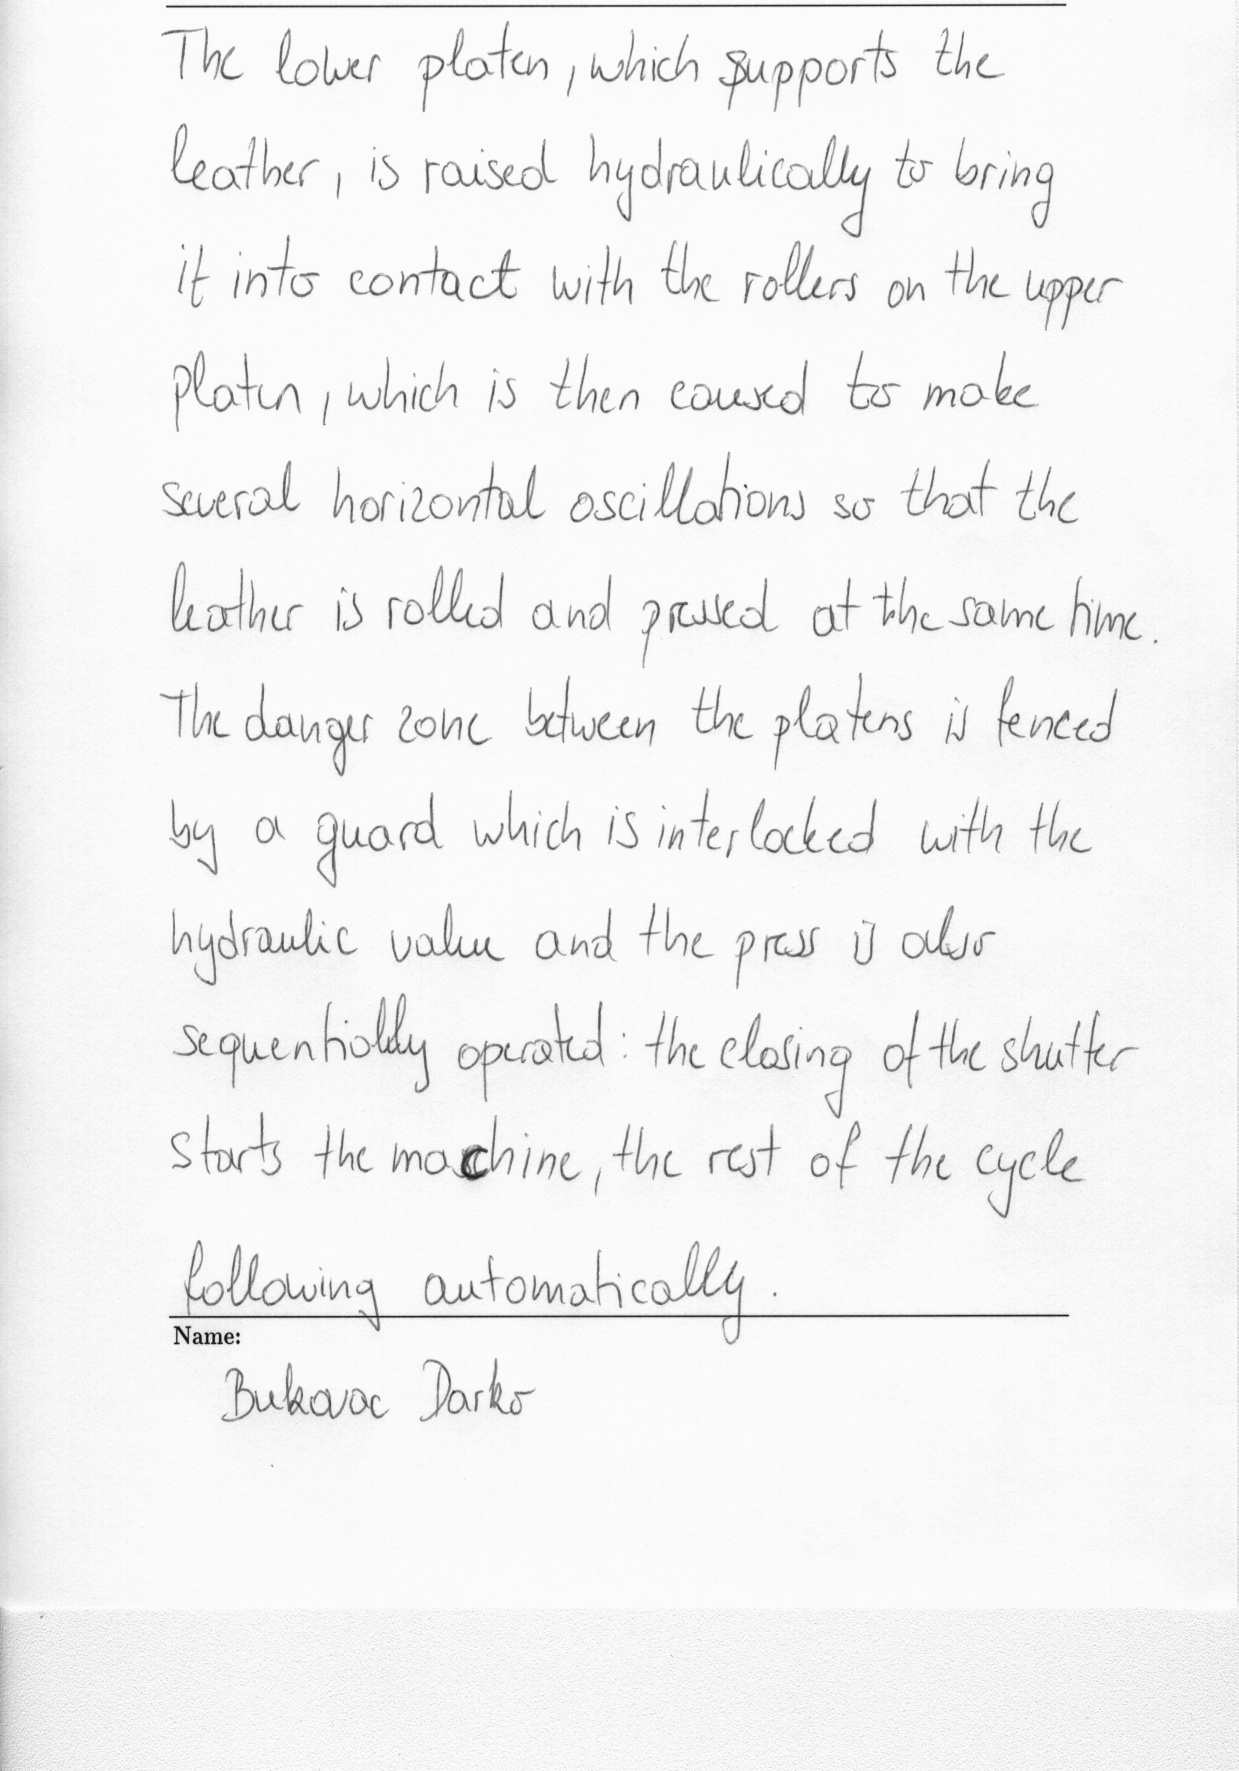 The lower platen, which supports the
leather, is raised hydraulically to bring
it into contact with the rollers on the upper
platen, which is then caused to make
several horizontal oscillations so that the
leather is rolled and pressed at the same time.
The danger zone between the platens is fenced
by a guard which is interlocked with the
hydraulic value and the press is also
sequentially operated: the closing of the shutter
starts the machine, the rest of the cycle
following automatically.
Name:
Bukovac Darko